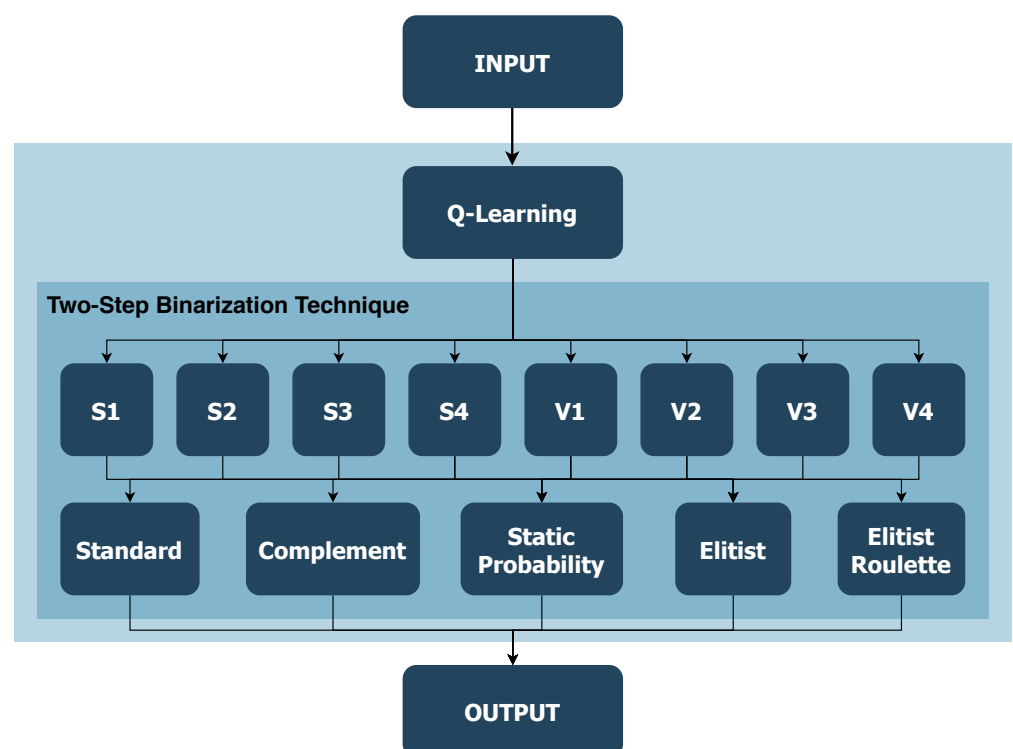 INPUT
Q-Learning
Two-Step Binarization Technique
S1 S2 S3 S4 V1 V2 V3 V4
Standard
Complement
Static
Probability
Elitist
Elitist
Roulette
OUTPUT